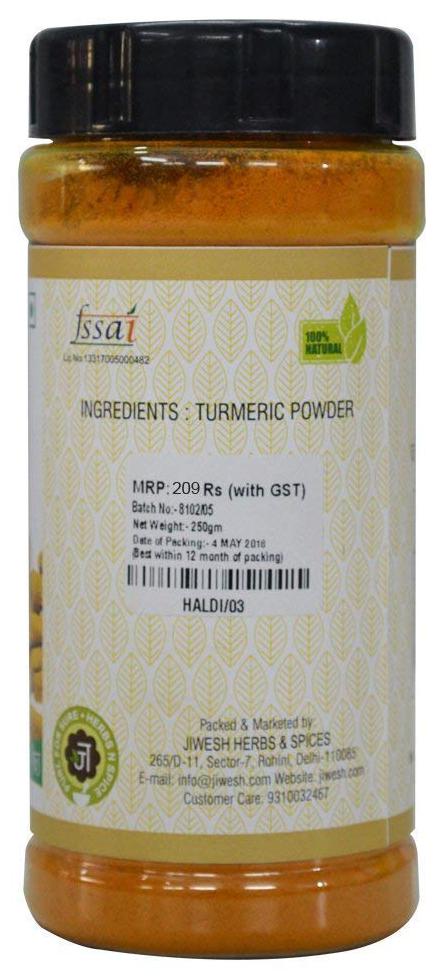 fssai
Lic No 13317005000482
100%
NATURAL
INGREDIENTS : TURMERIC POWDER
MRP: 209 Rs (with GST)
Batch No:- 8102/05
Net Weight:- 250gm
Date of Packing:- 4 MAY 2018
(Best within 12 month of packing)
HALDI/03
Packed & Marketed by:
JIWESH HERBS & SPICES
265/D-11, Sector-7, Rohini, Delhi-110085
E-mail: info@jiwesh.com Website: jiwesh.com
Customer Care: 9310032467
PURE • HERBS N SPICE
जी